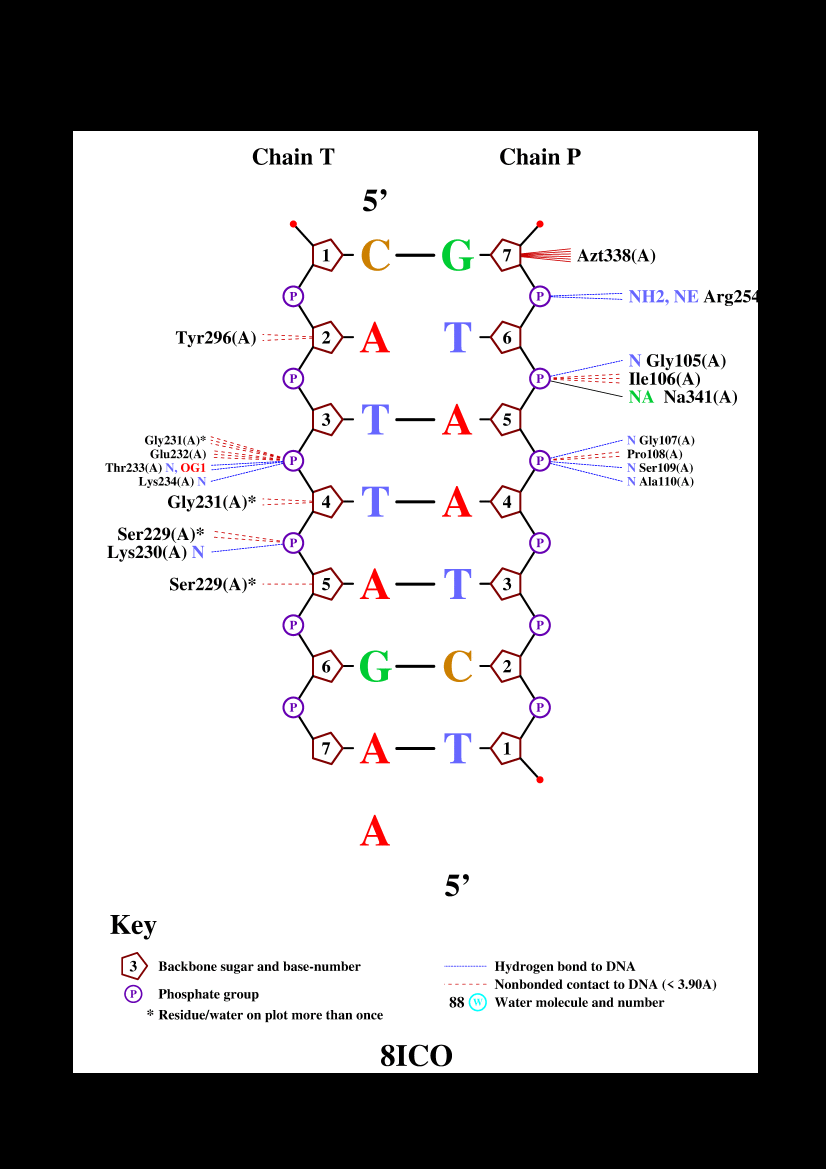 Chain T Chain P
5’
1 C G 7 Azt338(A)
P P NH2, NE Arg254
Tyr296(A) 2 A T 6
N Gly105(A)
P P Ile106(A)
NA Na341(A)
3 T A 5
Gly231(A)* N Gly107(A)
Glu232(A) P P Pro108(A)
Thr233(A) N, OG1 N Ser109(A)
Lys234(A) N N Ala110(A)
Gly231(A)* 4 T A 4
Ser229(A)* P P
Lys230(A) N
Ser229(A)* 5 A T 3
P P
6 G C 2
P P
7 A T 1
A
5’
Key
3 Backbone sugar and base-number Hydrogen bond to DNA
Nonbonded contact to DNA (< 3.90A)
P Phosphate group 88 W Water molecule and number
* Residue/water on plot more than once
8ICO